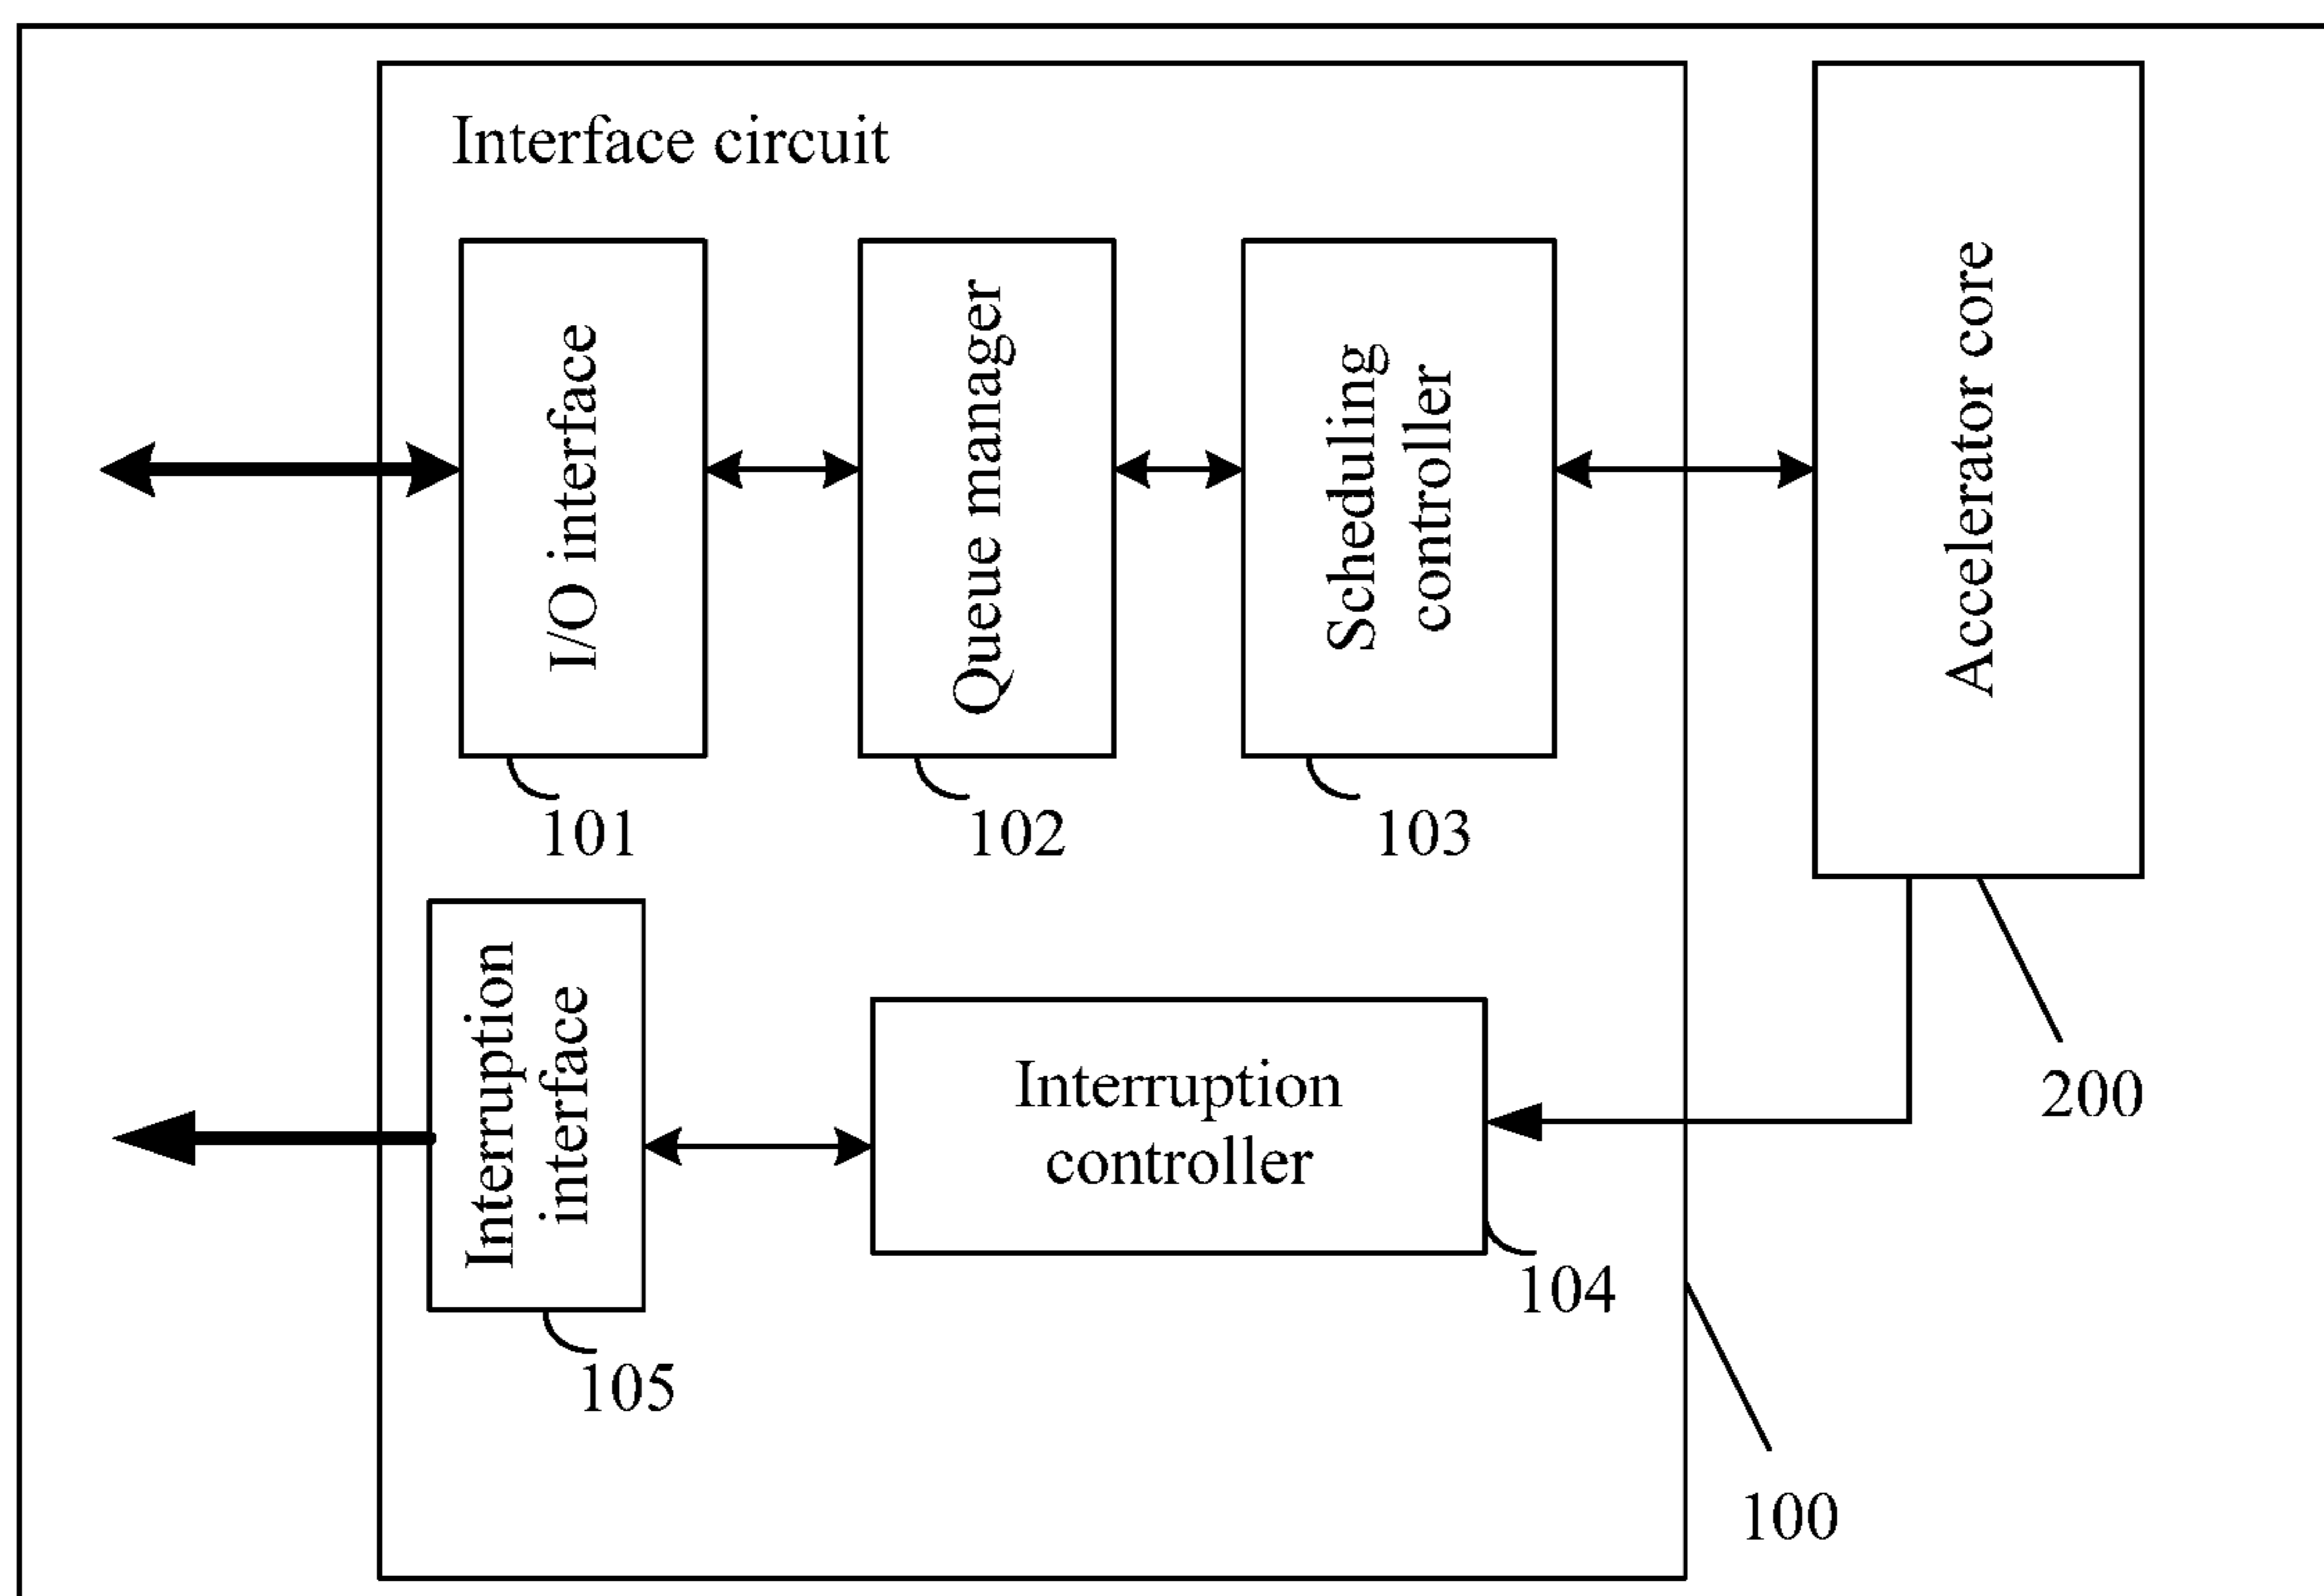 Interface circuit
I/O interface
Queue manager
Scheduling
controller
Accelerator core
101
102
103
Interruption
interface
Interruption
controller
200
104
105
100